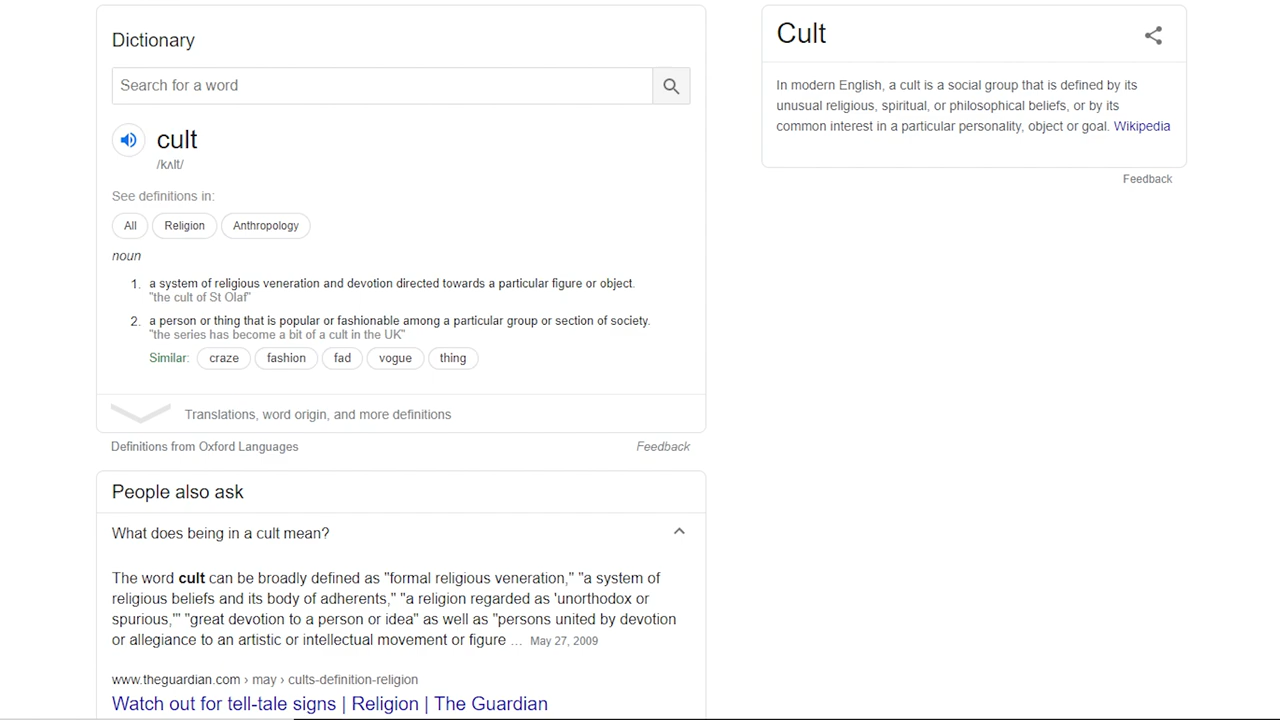 Dictionary
Search for a word
cult
/kʌlt/
See definitions in:
All Religion Anthropology
noun
1. a system of religious veneration and devotion directed towards a particular figure or object.
"the cult of St Olaf"
2. a person or thing that is popular or fashionable among a particular group or section of society.
"the series has become a bit of a cult in the UK"
Similar: craze fashion fad vogue thing
Translations, word origin, and more definitions
Definitions from Oxford Languages Feedback
People also ask
What does being in a cult mean?
The word cult can be broadly defined as "formal religious veneration," "a system of
religious beliefs and its body of adherents," "a religion regarded as 'unorthodox or
spurious,'" "great devotion to a person or idea" as well as "persons united by devotion
or allegiance to an artistic or intellectual movement or figure ... May 27, 2009
www.theguardian.com › may › cults-definition-religion
Watch out for tell-tale signs | Religion | The Guardian
Cult
In modern English, a cult is a social group that is defined by its
unusual religious, spiritual, or philosophical beliefs, or by its
common interest in a particular personality, object or goal. Wikipedia
Feedback